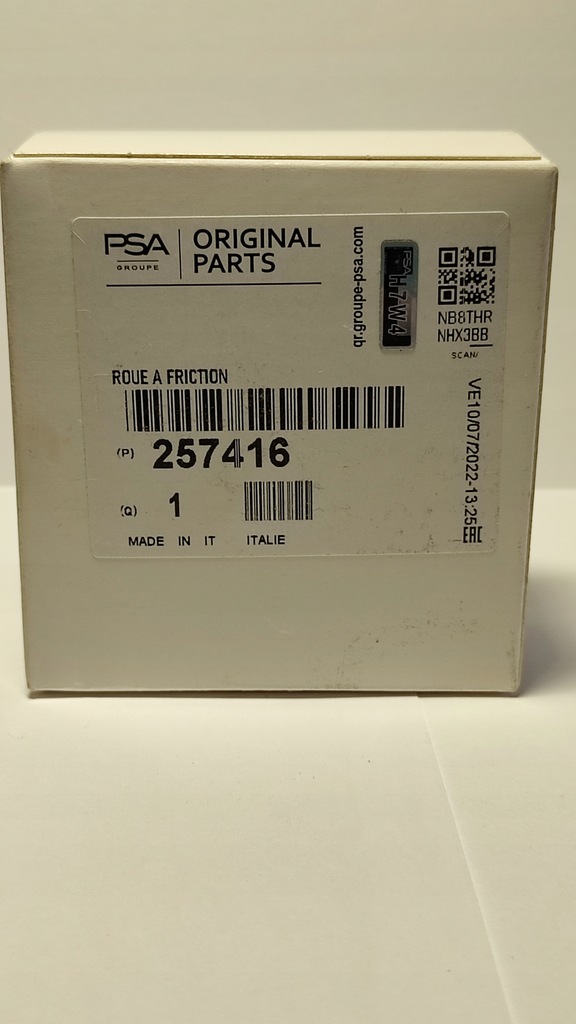 PSA
GROUPE
ORIGINAL
PARTS
qr.groupe-psa.com
PSA
H7W4
NB8THR
NHX3BB
SCAN/
ROUE A FRICTION
(P) 257416
(Q) 1
MADE IN IT ITALIE
VE10/07/2022-13:25 EAC